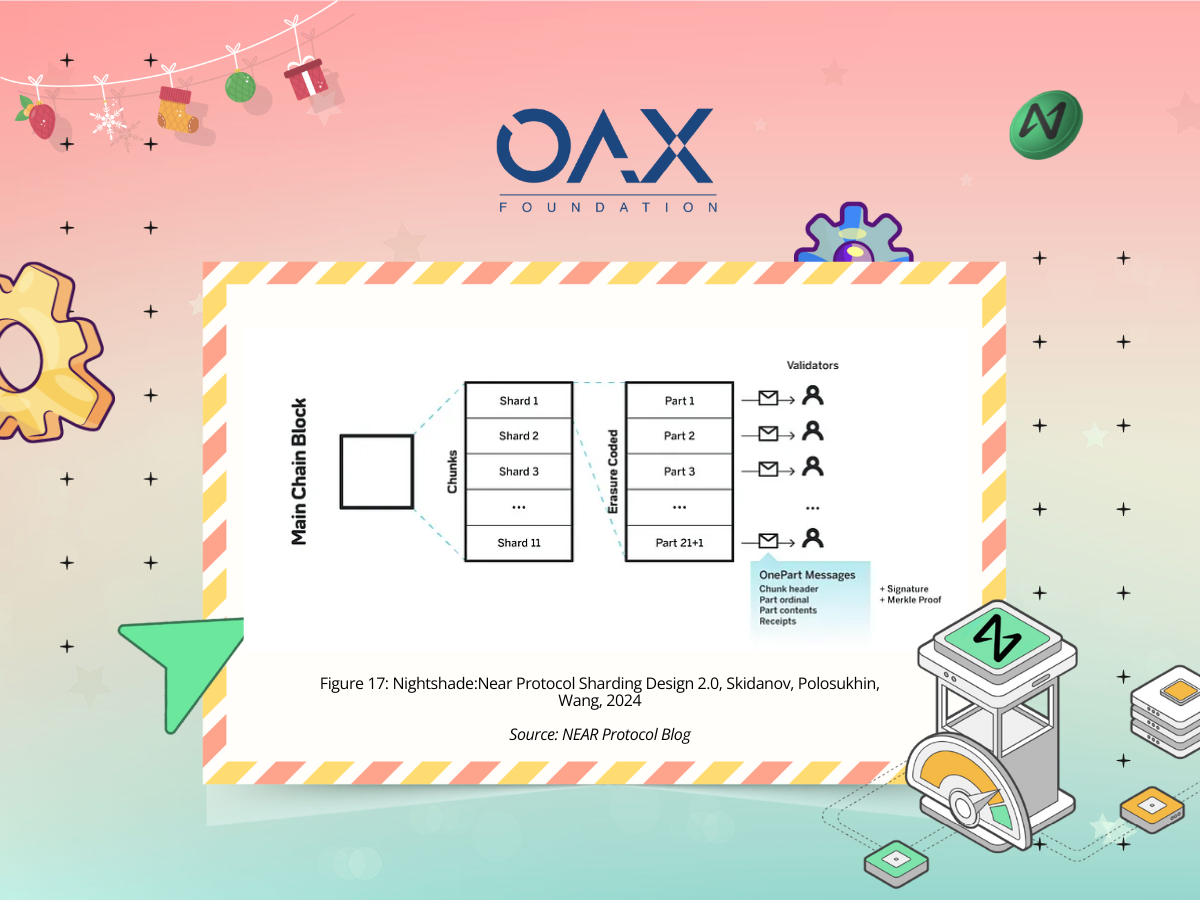 OAX
FOUNDATION
Validators
Main Chain Block
Chunks
Shard 1
Shard 2
Shard 3
...
Shard 11
Erasure Coded
Part 1
Part 2
Part 3
...
Part 21+1
...
OnePart Messages
Chunk header
Part ordinal
Part contents
Receipts
+ Signature
+ Merkle Proof
Figure 17: Nightshade:Near Protocol Sharding Design 2.0, Skidanov, Polosukhin,
Wang, 2024
Source: NEAR Protocol Blog